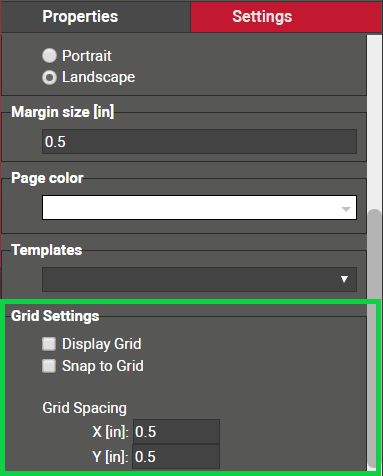 Properties Settings
Portrait
Landscape
Margin size [in]
0.5
Page color
Templates
Grid Settings
Display Grid
Snap to Grid
Grid Spacing
X [in]: 0.5
Y [in]: 0.5